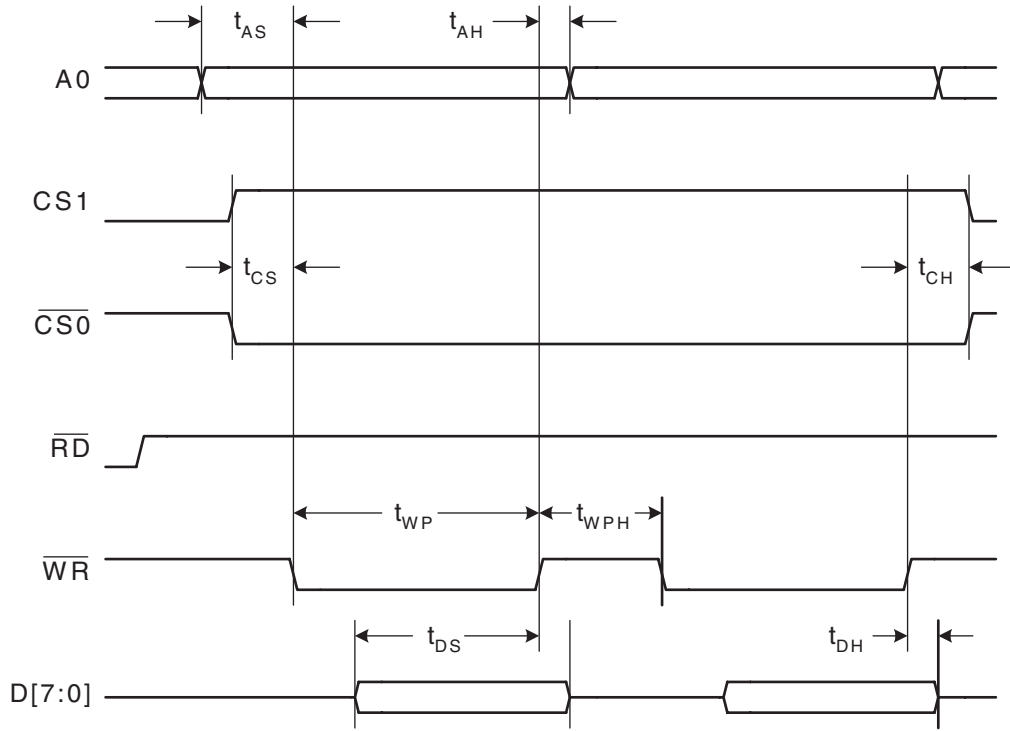 tAS
tAH
A0
CS1
tCS
tCH
CS0
RD
tWP
tWPH
WR
tDS
tDH
D[7:0]